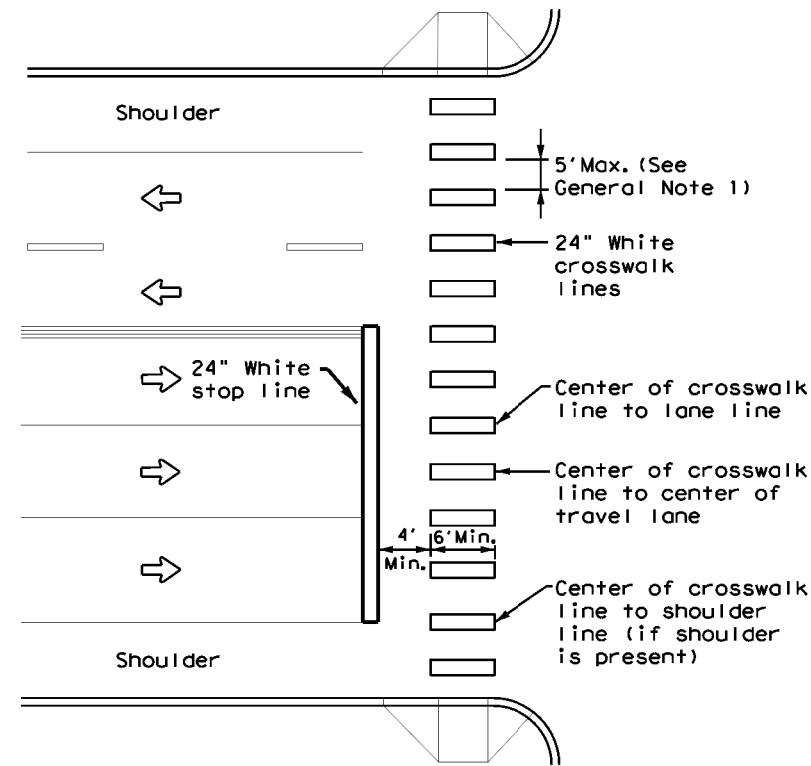 Shoulder
5'Max.(See
General Note 1)
24" White
crosswalk
lines
24" White
stop line
Center of crosswalk
line to lane line
Center of crosswalk
line to center of
travel lane
4'
Min.
6'Min.
Center of crosswalk
line to shoulder
line (if shoulder
is present)
Shoulder